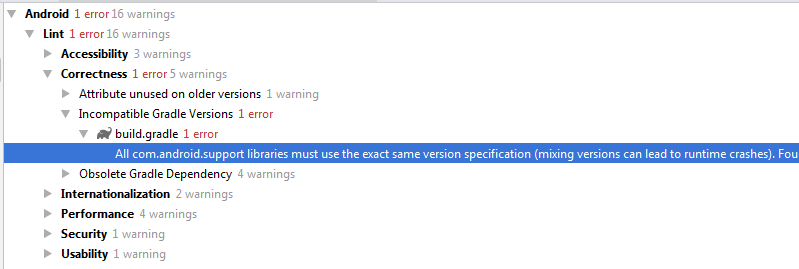 Android 1 error 16 warnings
Lint 1 error 16 warnings
Accessibility 3 warnings
Correctness 1 error 5 warnings
Attribute unused on older versions 1 warning
Incompatible Gradle Versions 1 error
build.gradle 1 error
All com.android.support libraries must use the exact same version specification (mixing versions can lead to runtime crashes). Fou
Obsolete Gradle Dependency 4 warnings
Internationalization 2 warnings
Performance 4 warnings
Security 1 warning
Usability 1 warning